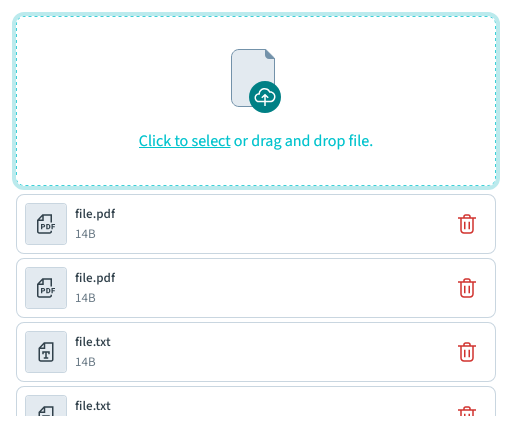 Click to select or drag and drop file.
PDF
file.pdf
14B
PDF
file.pdf
14B
file.txt
14B
file.txt